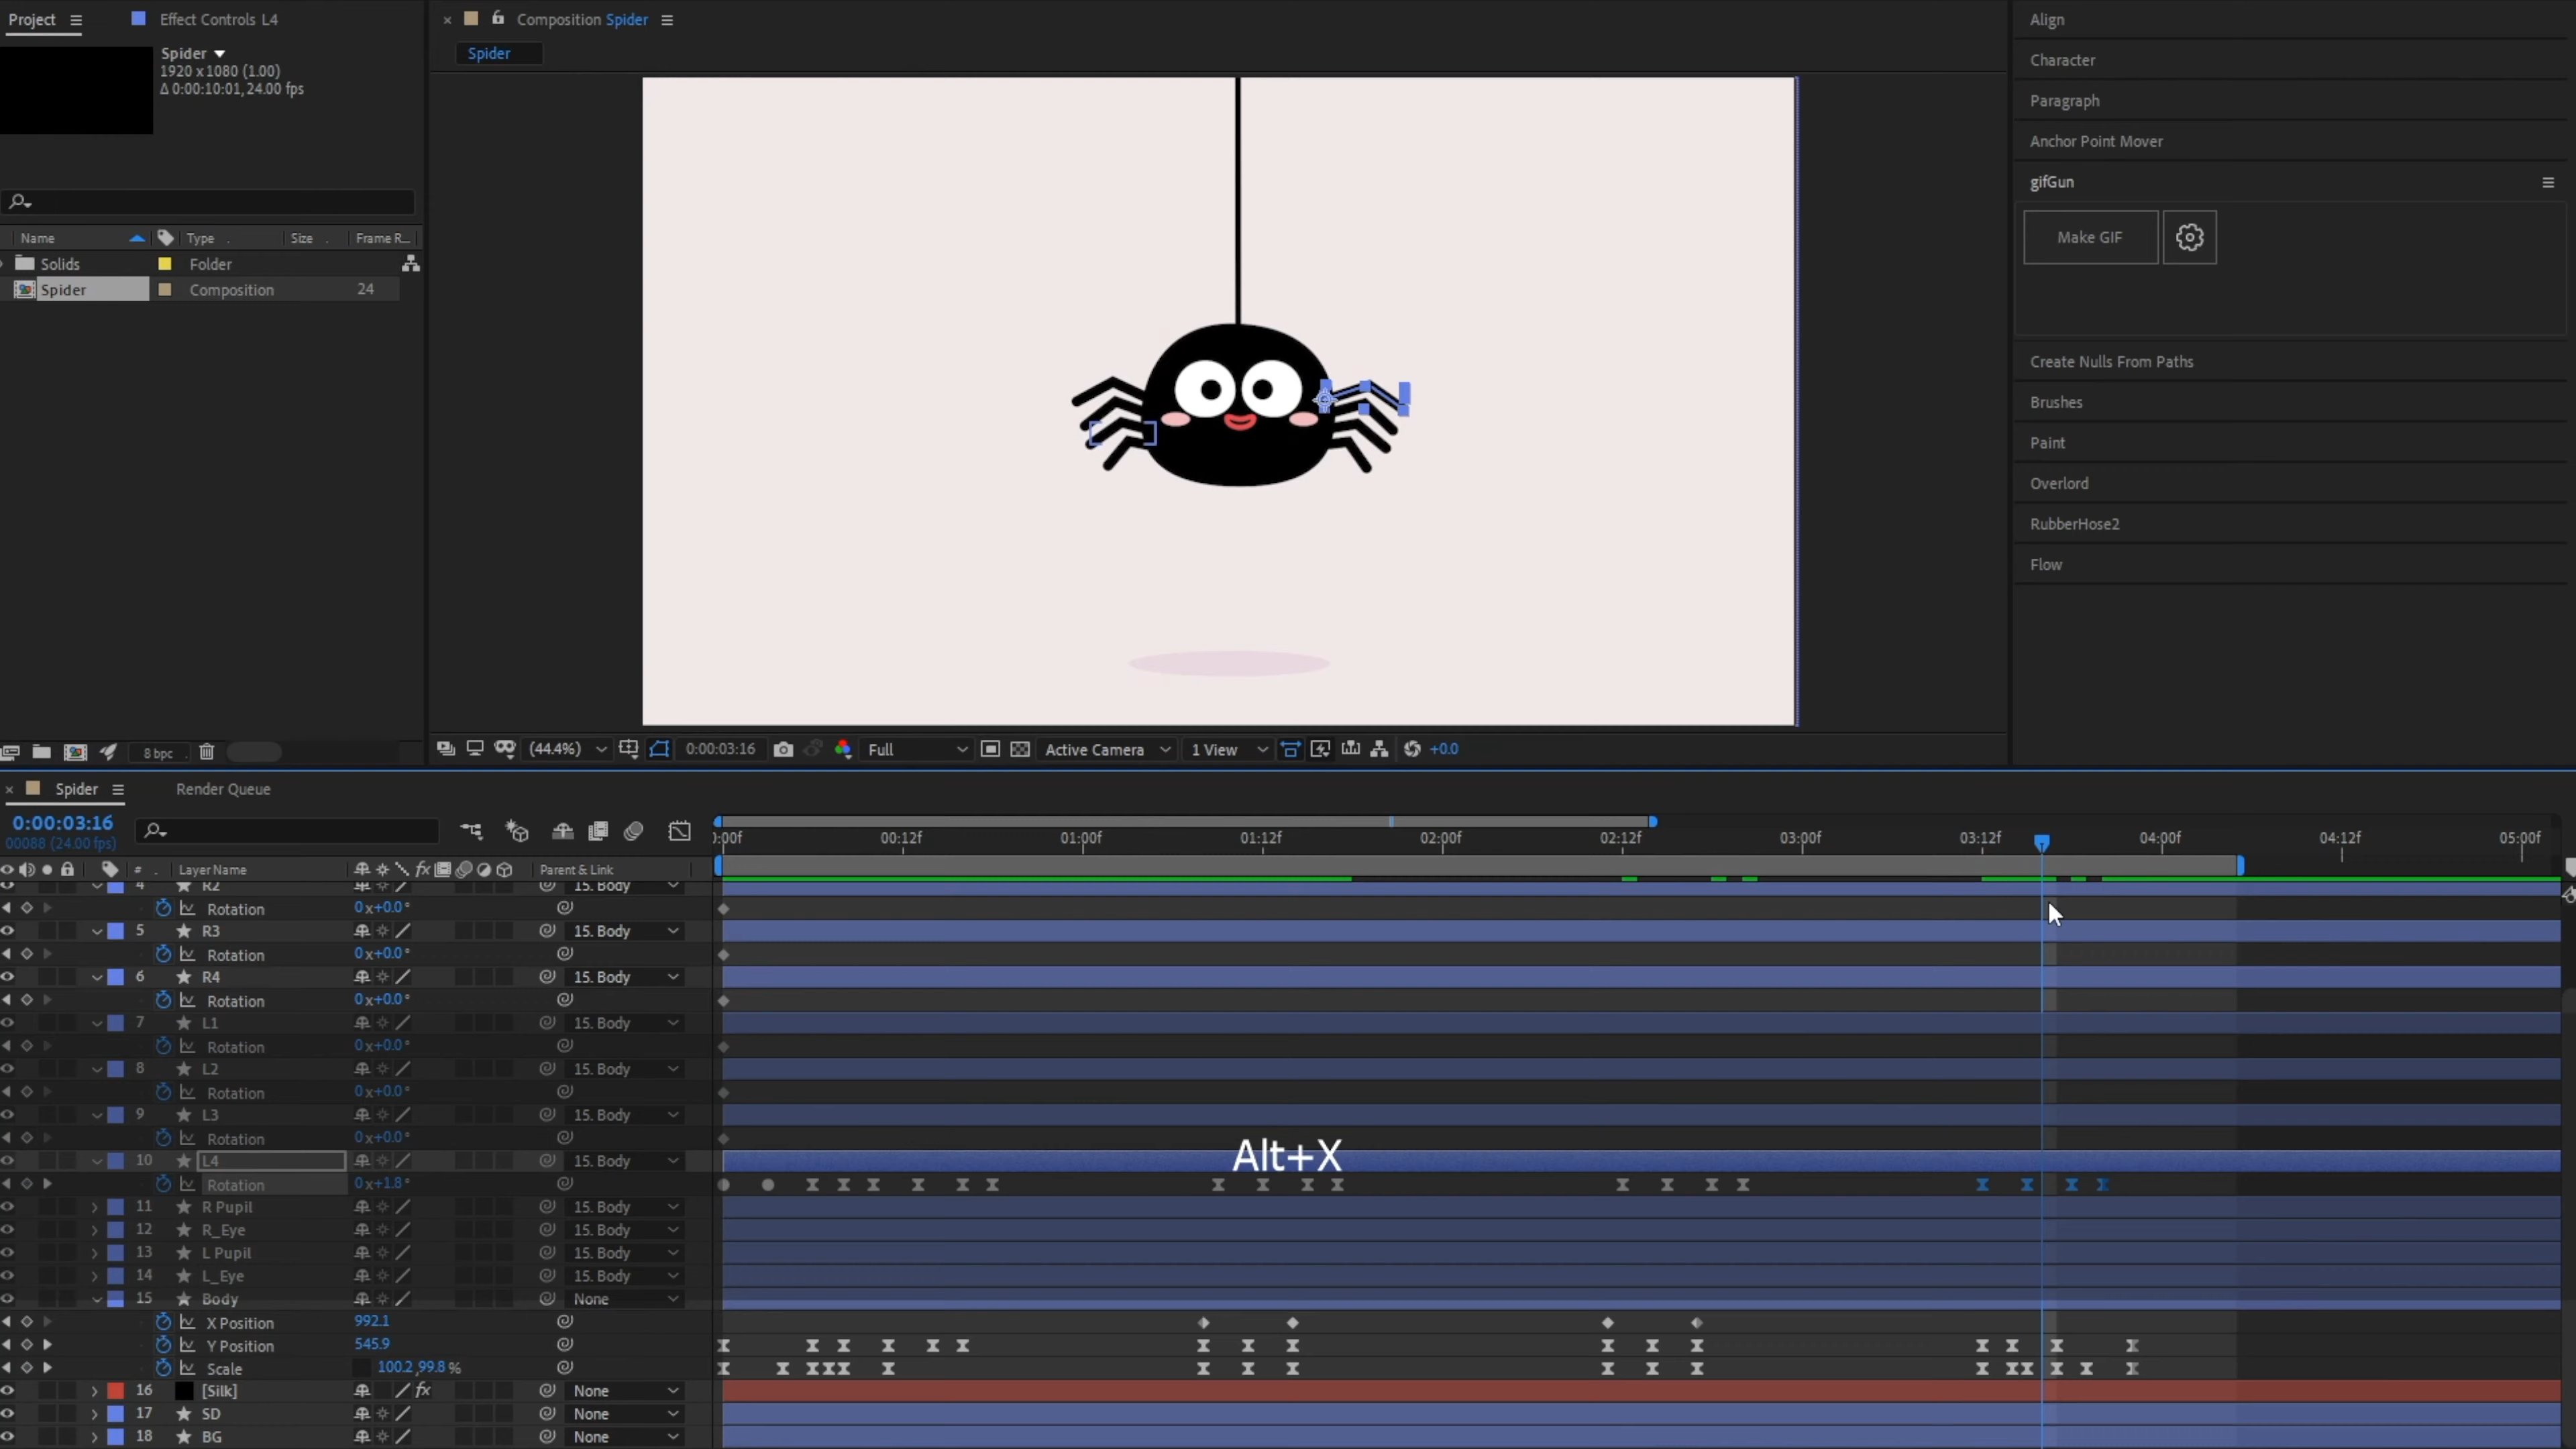 Project
Effect Controls L4
Composition Spider
Align
Spider
1920 x 1080 (1.00)
Δ 0:00:10:01, 24.00 fps
Spider
Character
Paragraph
Anchor Point Mover
gifGun
Make GIF
Name Type Size Frame R...
Solids Folder
Spider Composition 24
Create Nulls From Paths
Brushes
Paint
Overlord
RubberHose2
Flow
8 bpc
(44.4%) 0:00:03:16 Full Active Camera 1 View +0.0
Spider Render Queue
0:00:03:16
00088 (24.00 fps)
:00f 00:12f 01:00f 01:12f 02:00f 02:12f 03:00f 03:12f 04:00f 04:12f 05:00f
# Layer Name fx Parent & Link
4 R2 15. Body
Rotation 0x+0.0°
5 R3 15. Body
Rotation 0x+0.0°
6 R4 15. Body
Rotation 0x+0.0°
7 L1 15. Body
Rotation 0x+0.0°
8 L2 15. Body
Rotation 0x+0.0°
9 L3 15. Body
Rotation 0x+0.0°
10 L4 15. Body
Alt+X
Rotation 0x+1.8°
11 R Pupil 15. Body
12 R_Eye 15. Body
13 L Pupil 15. Body
14 L_Eye 15. Body
15 Body None
X Position 992.1
Y Position 545.9
Scale 100.2,99.8 %
16 [Silk] fx None
17 SD None
18 BG None